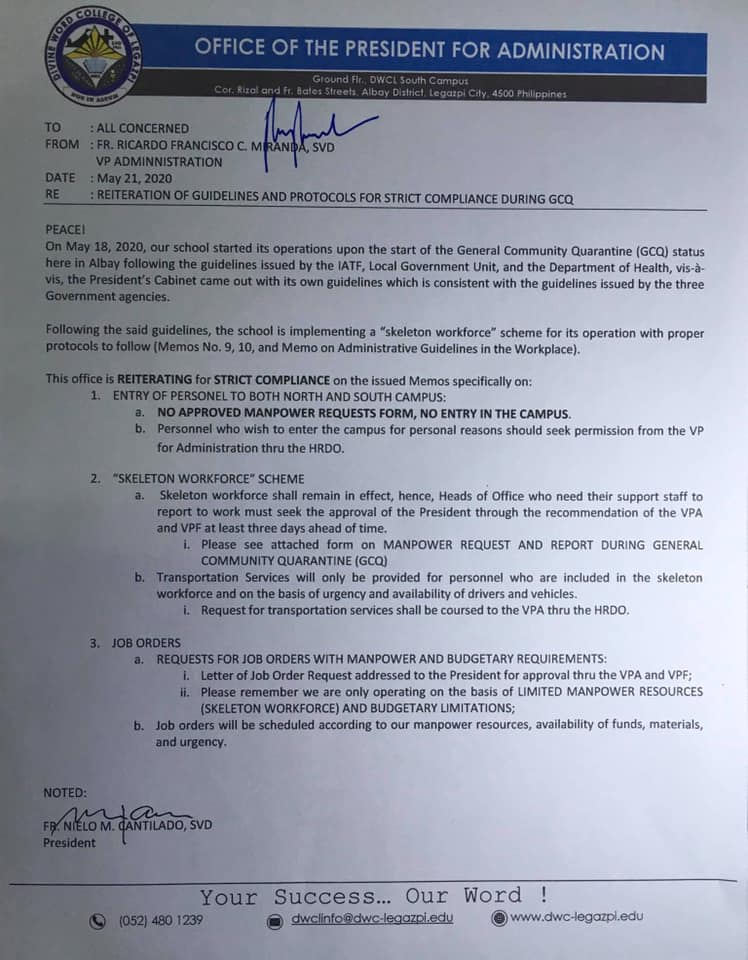 DIVINE WORD COLLEGE OF LEGAZPI
OFFICE OF THE PRESIDENT FOR ADMINISTRATION
Ground Flr., DWCL South Campus
Cor. Rizal and Fr. Bates Streets, Albay District, Legazpi City, 4500 Philippines
TO : ALL CONCERNED
FROM : FR. RICARDO FRANCISCO C. MIRANDA, SVD
VP ADMINNISTRATION
DATE : May 21, 2020
RE : REITERATION OF GUIDELINES AND PROTOCOLS FOR STRICT COMPLIANCE DURING GCQ
PEACE!
On May 18, 2020, our school started its operations upon the start of the General Community Quarantine (GCQ) status
here in Albay following the guidelines issued by the IATF, Local Government Unit, and the Department of Health, vis-à-
vis, the President's Cabinet came out with its own guidelines which is consistent with the guidelines issued by the three
Government agencies.
Following the said guidelines, the school is implementing a "skeleton workforce" scheme for its operation with proper
protocols to follow (Memos No. 9, 10, and Memo on Administrative Guidelines in the Workplace).
This office is REITERATING for STRICT COMPLIANCE on the issued Memos specifically on:
1. ENTRY OF PERSONEL TO BOTH NORTH AND SOUTH CAMPUS:
a. NO APPROVED MANPOWER REQUESTS FORM, NO ENTRY IN THE CAMPUS.
b. Personnel who wish to enter the campus for personal reasons should seek permission from the VP
for Administration thru the HRDO.
2. "SKELETON WORKFORCE" SCHEME
a. Skeleton workforce shall remain in effect, hence, Heads of Office who need their support staff to
report to work must seek the approval of the President through the recommendation of the VPA
and VPF at least three days ahead of time.
i. Please see attached form on MANPOWER REQUEST AND REPORT DURING GENERAL
COMMUNITY QUARANTINE (GCQ)
b. Transportation Services will only be provided for personnel who are included in the skeleton
workforce and on the basis of urgency and availability of drivers and vehicles.
i. Request for transportation services shall be coursed to the VPA thru the HRDO.
3. JOB ORDERS
a. REQUESTS FOR JOB ORDERS WITH MANPOWER AND BUDGETARY REQUIREMENTS:
i. Letter of Job Order Request addressed to the President for approval thru the VPA and VPF;
ii. Please remember we are only operating on the basis of LIMITED MANPOWER RESOURCES
(SKELETON WORKFORCE) AND BUDGETARY LIMITATIONS;
b. Job orders will be scheduled according to our manpower resources, availability of funds, materials,
and urgency.
NOTED:
FR. NIELO M. CANTILADO, SVD
President
Your Success... Our Word !
(052) 480 1239 dwclinfo@dwc-legazpi.edu www.dwc-legazpi.edu